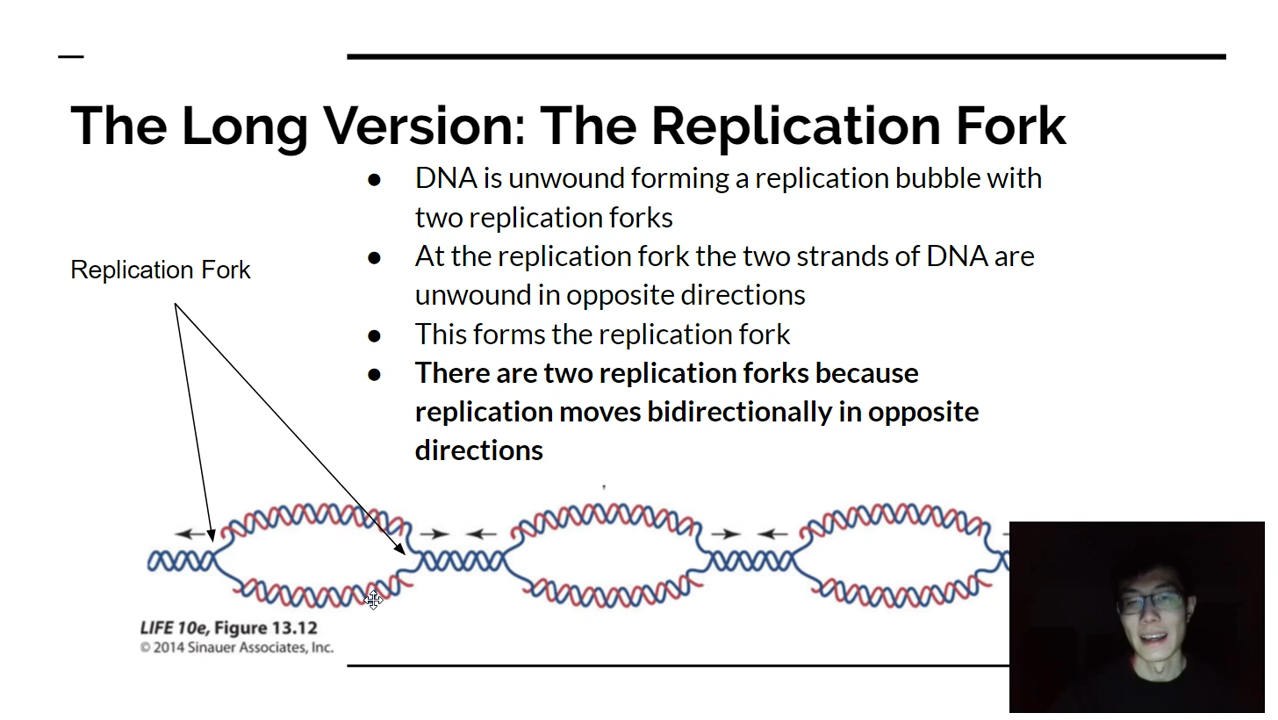 The Long Version: The Replication Fork
● DNA is unwound forming a replication bubble with
two replication forks
● At the replication fork the two strands of DNA are
unwound in opposite directions
● This forms the replication fork
● There are two replication forks because
replication moves bidirectionally in opposite
directions
Replication Fork
LIFE 10e, Figure 13.12
© 2014 Sinauer Associates, Inc.